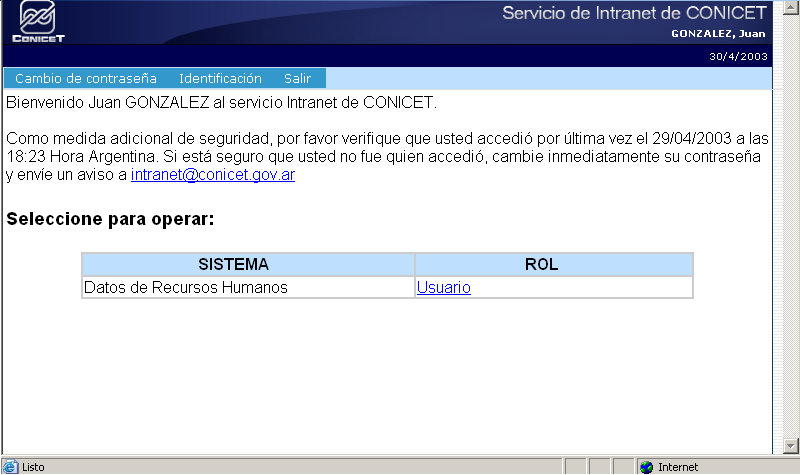 Servicio de Intranet de CONICET
CONICET
GONZALEZ, Juan
30/4/2003
Cambio de contraseña Identificación Salir
Bienvenido Juan GONZALEZ al servicio Intranet de CONICET.
Como medida adicional de seguridad, por favor verifique que usted accedió por última vez el 29/04/2003 a las
18:23 Hora Argentina. Si está seguro que usted no fue quien accedió, cambie inmediatamente su contraseña
y envíe un aviso a intranet@conicet.gov.ar
Seleccione para operar:
SISTEMA ROL
Datos de Recursos Humanos Usuario
Listo Internet